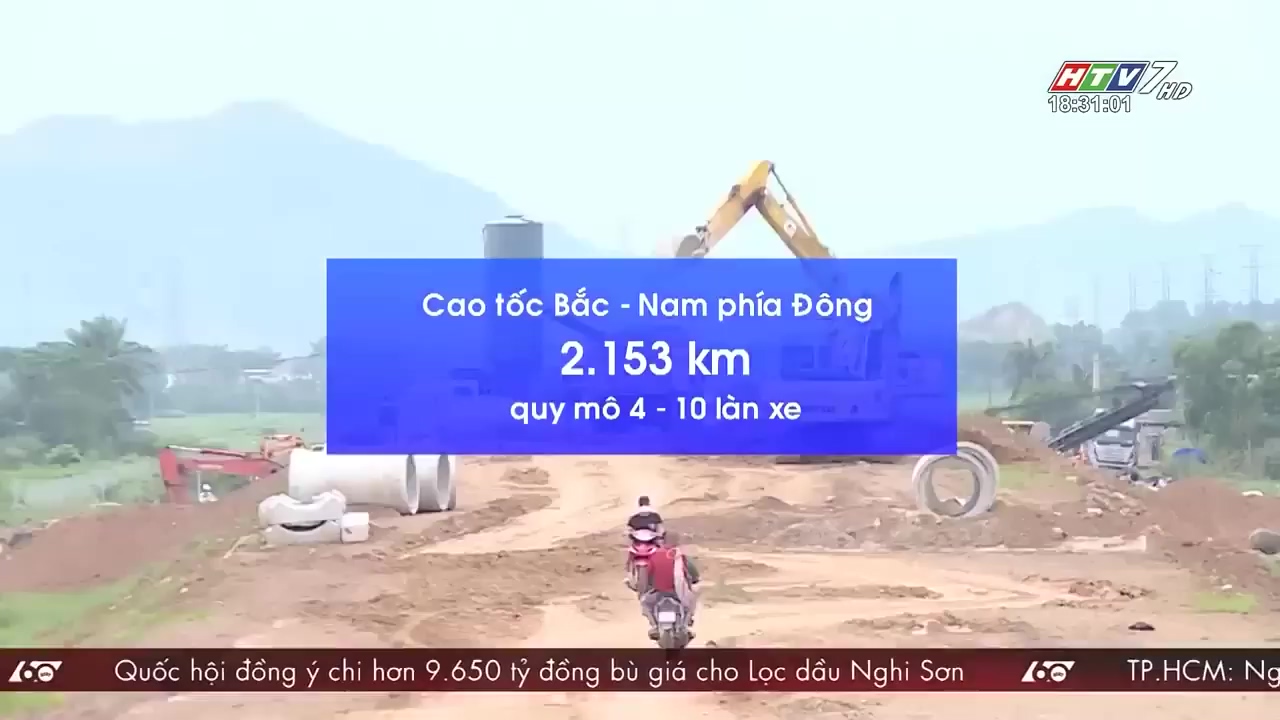 HTV7 HD
18:31:01
Cao tốc Bắc - Nam phía Đông
2.153 km
quy mô 4 - 10 làn xe
60 Quốc hội đồng ý chi hơn 9.650 tỷ đồng bù giá cho Lọc dầu Nghi Sơn 60 TP.HCM: